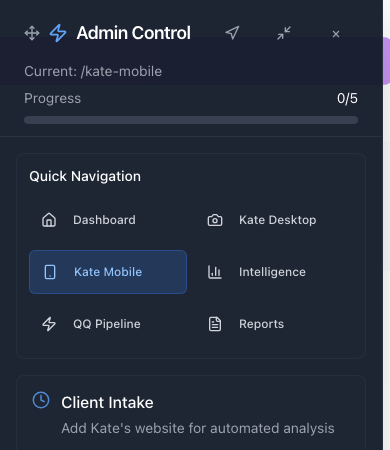 Admin Control
Current: /kate-mobile
Progress 0/5
Quick Navigation
Dashboard Kate Desktop
Kate Mobile Intelligence
QQ Pipeline Reports
Client Intake
Add Kate's website for automated analysis